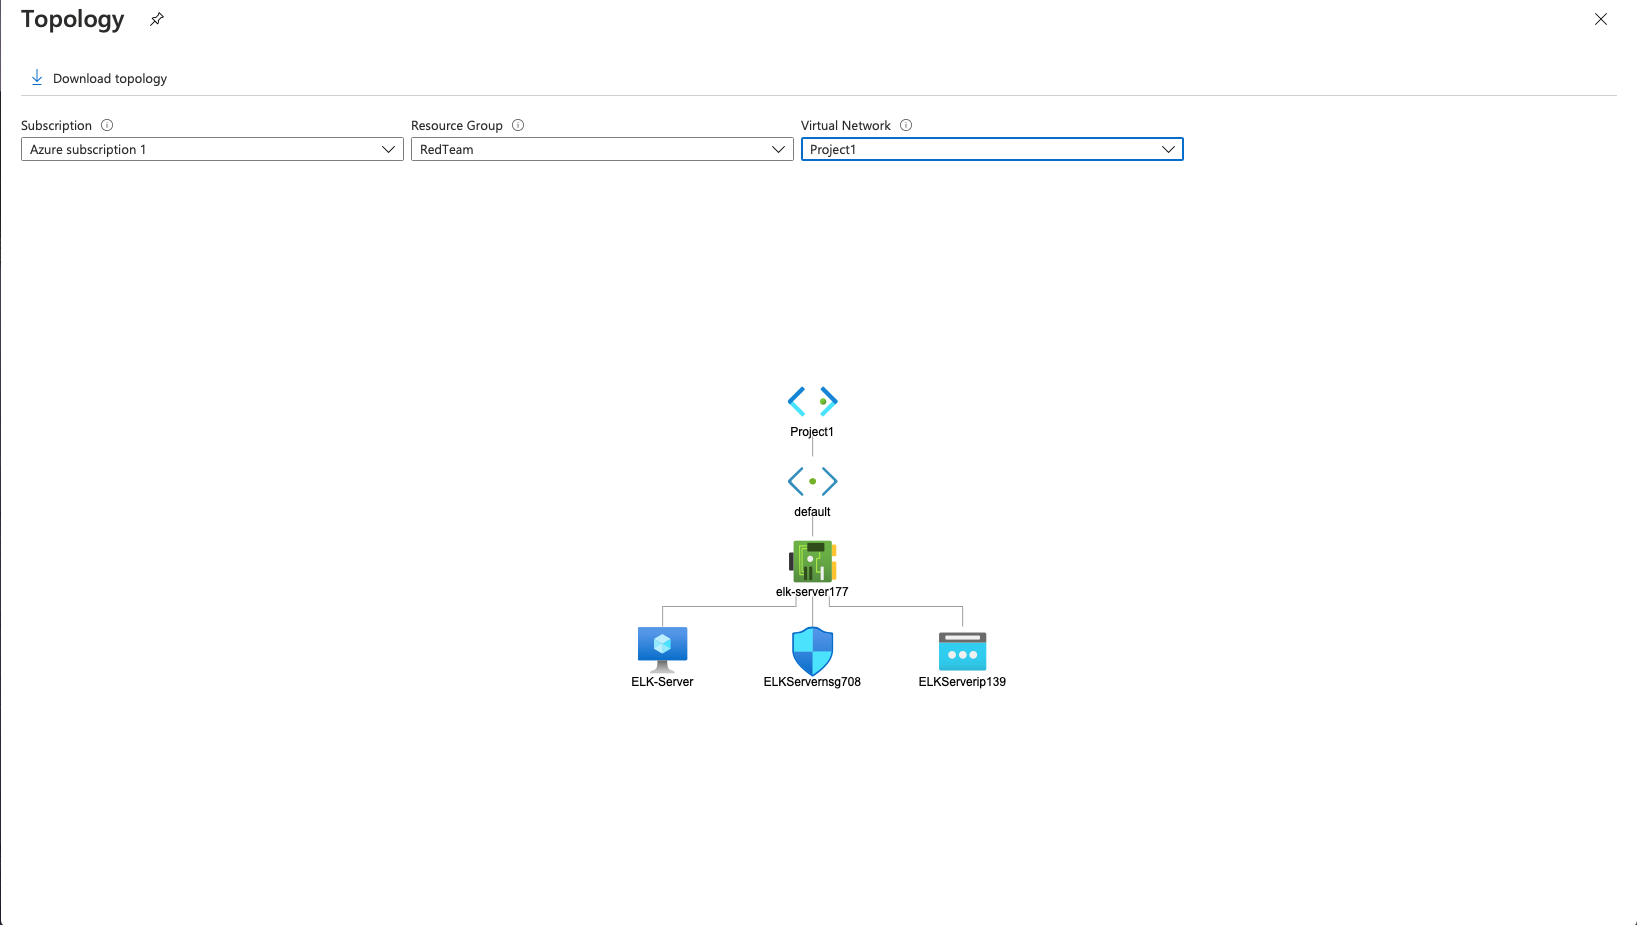 Topology
Download topology
Subscription
Resource Group
Virtual Network
Azure subscription 1
RedTeam
Project1
Project1
default
elk-server177
ELK-Server
ELKServernsg708
ELKServerip139